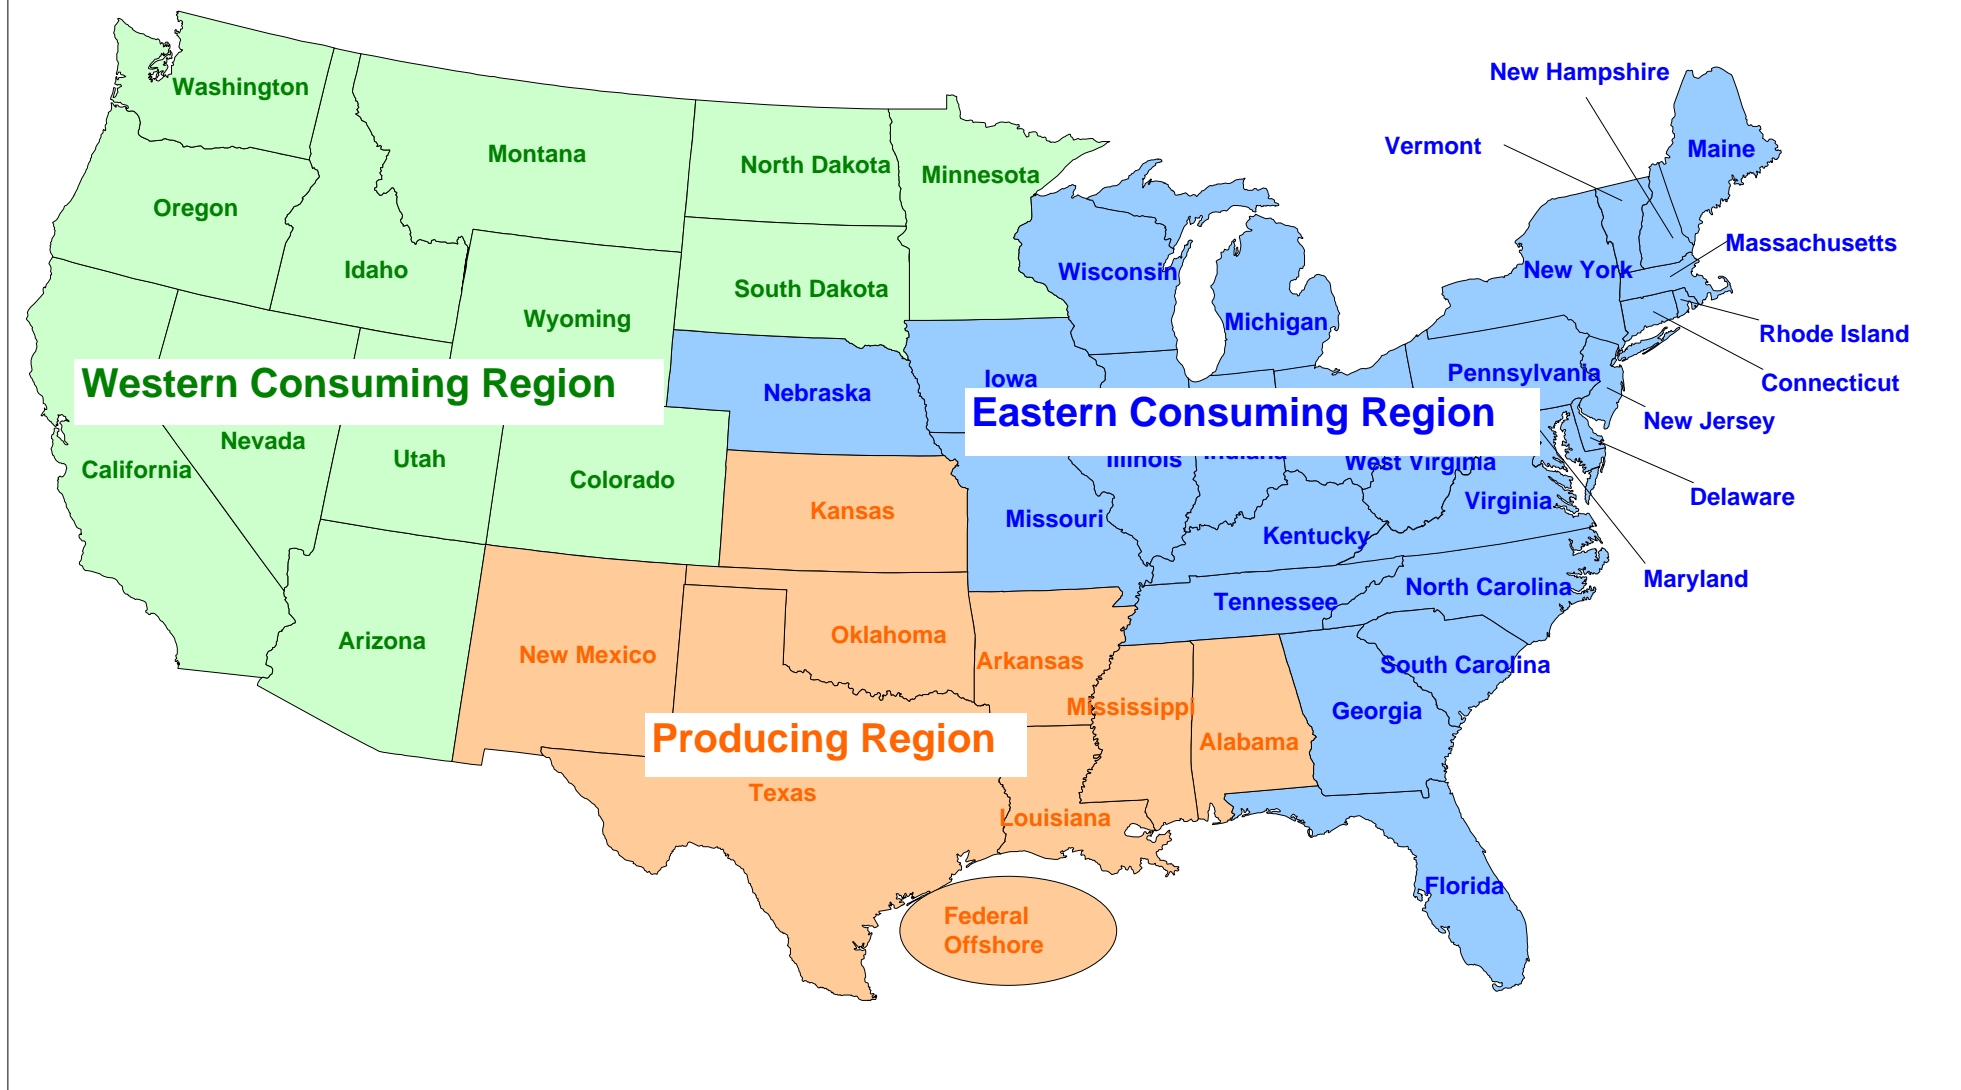 New Hampshire
Washington
Vermont
Maine
Montana
North Dakota
Minnesota
Oregon
Massachusetts
Idaho
Wisconsin
New York
South Dakota
Wyoming
Michigan
Rhode Island
Western Consuming Region
Nebraska
Iowa
Pennsylvania
Connecticut
Eastern Consuming Region
New Jersey
Nevada
Utah
California
Colorado
Illinois
Indiana
West Virginia
Delaware
Kansas
Missouri
Virginia
Kentucky
Maryland
North Carolina
Tennessee
Arizona
New Mexico
Oklahoma
Arkansas
South Carolina
Mississippi
Georgia
Producing Region
Alabama
Texas
Louisiana
Florida
Federal
Offshore